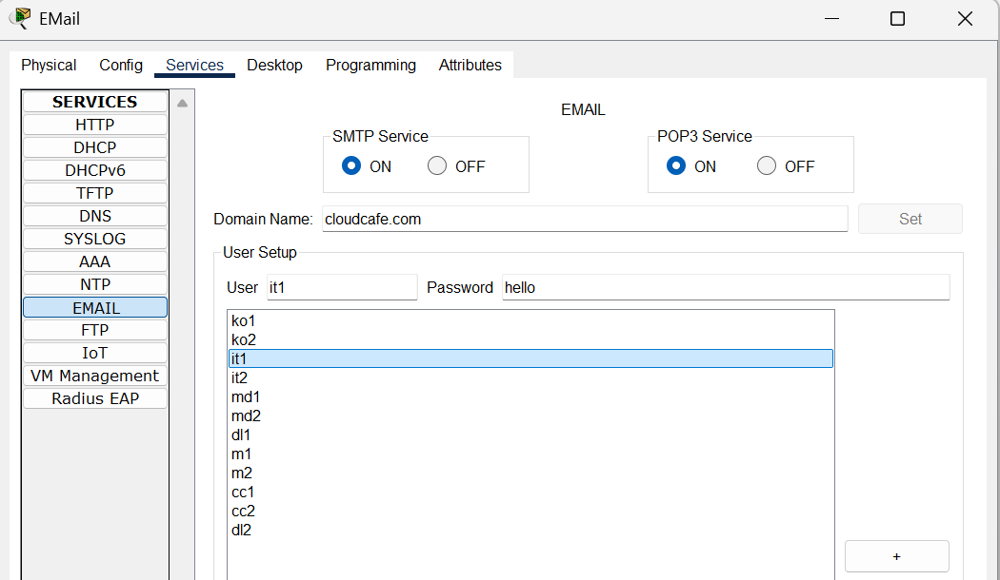 EMail
Physical Config Services Desktop Programming Attributes
SERVICES
HTTP
DHCP
DHCPv6
TFTP
DNS
SYSLOG
AAA
NTP
EMAIL
FTP
IoT
VM Management
Radius EAP
EMAIL
SMTP Service
ON OFF
POP3 Service
ON OFF
Domain Name: cloudcafe.com Set
User Setup
User it1 Password hello
ko1
ko2
it1
it2
md1
md2
dl1
m1
m2
cc1
cc2
dl2
+